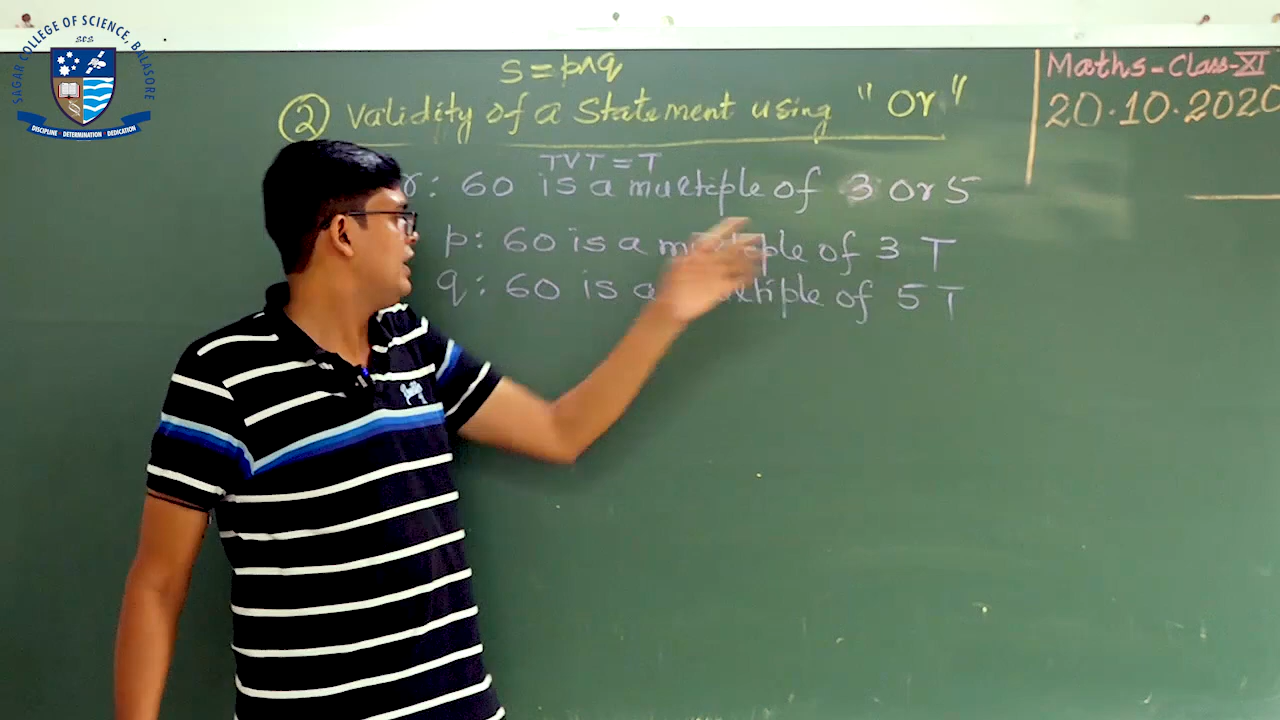 SAGAR COLLEGE OF SCIENCE, BALASORE
scs
DISCIPLINE • DETERMINATION • DEDICATION
s = p∧q
② Validity of a Statement using "Or"
T∨T = T
r: 60 is a multiple of 3 Or 5
p: 60 is a multiple of 3 T
q: 60 is a multiple of 5 T
Maths-Class-XI
20.10.2020